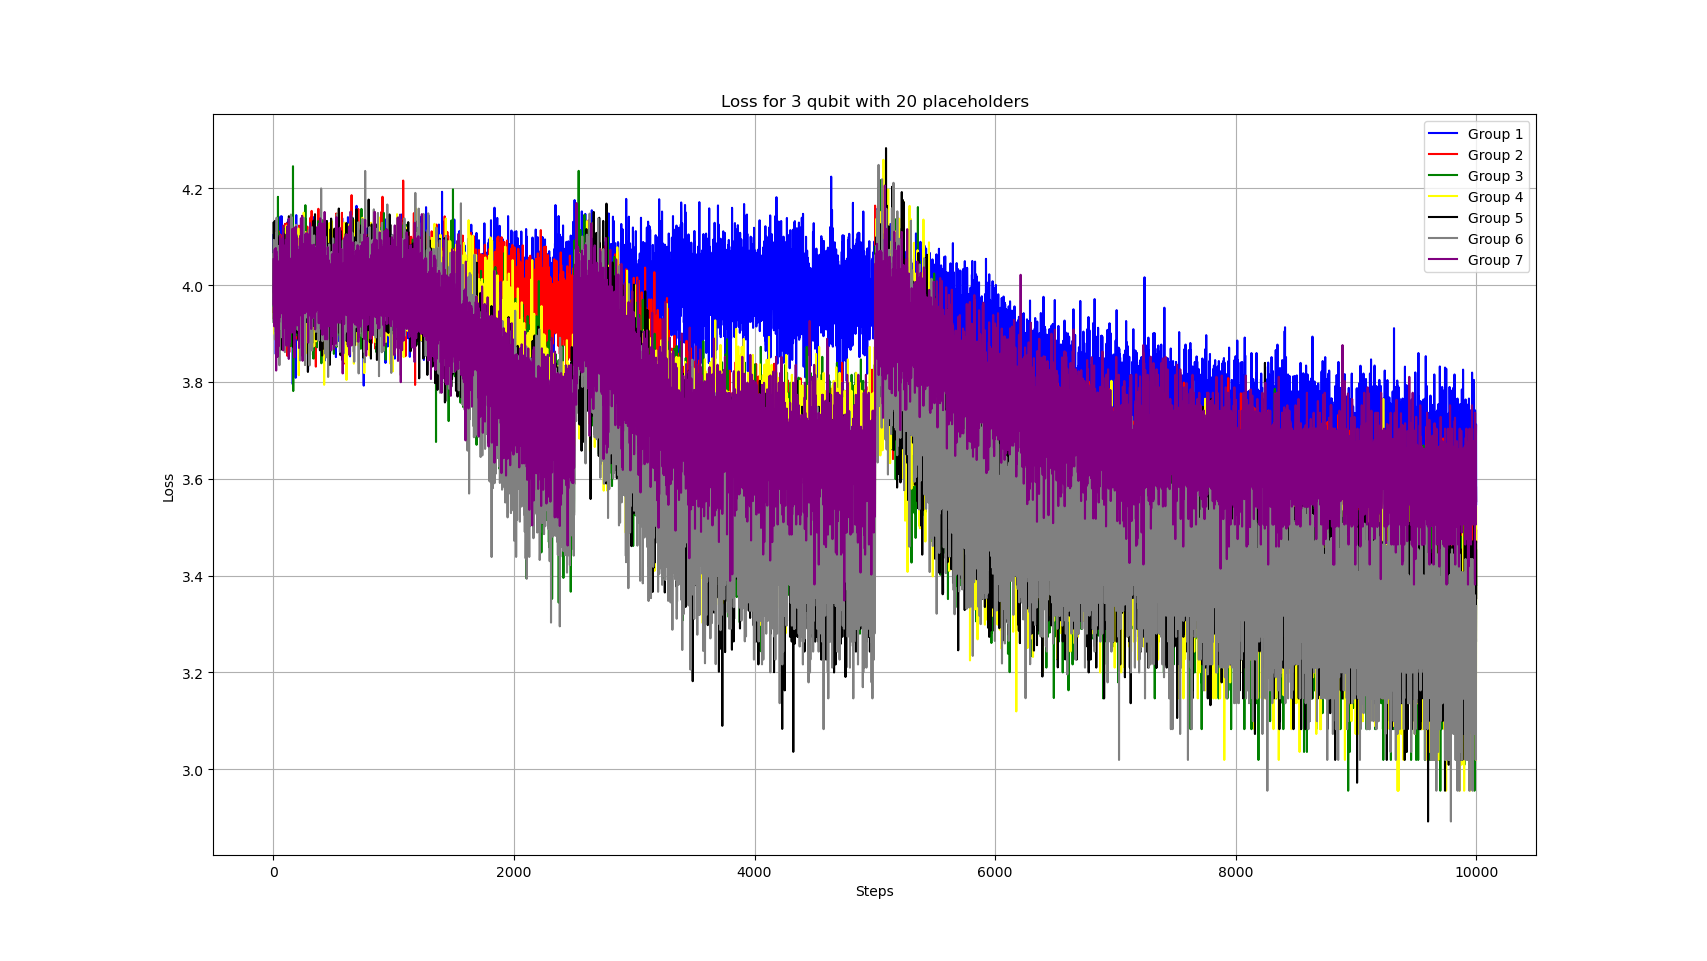 Loss for 3 qubit with 20 placeholders
Group 1
Group 2
Group 3
Group 4
Group 5
Group 6
Group 7
4.2
4.0
3.8
3.6
3.4
3.2
3.0
Loss
0 2000 4000 6000 8000 10000
Steps